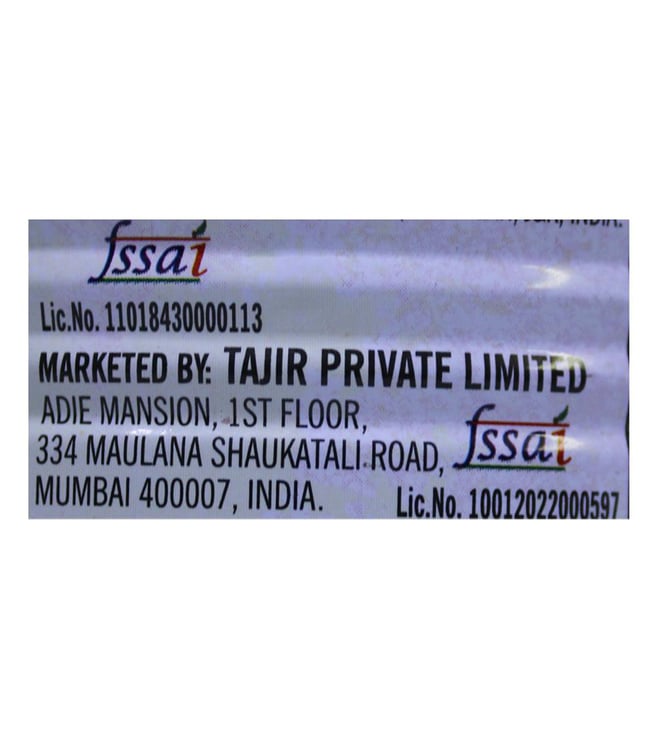 INDIA.
fssai
Lic.No. 11018430000113
MARKETED BY: TAJIR PRIVATE LIMITED
ADIE MANSION, 1ST FLOOR,
334 MAULANA SHAUKATALI ROAD,
fssai
MUMBAI 400007, INDIA.
Lic.No. 10012022000597